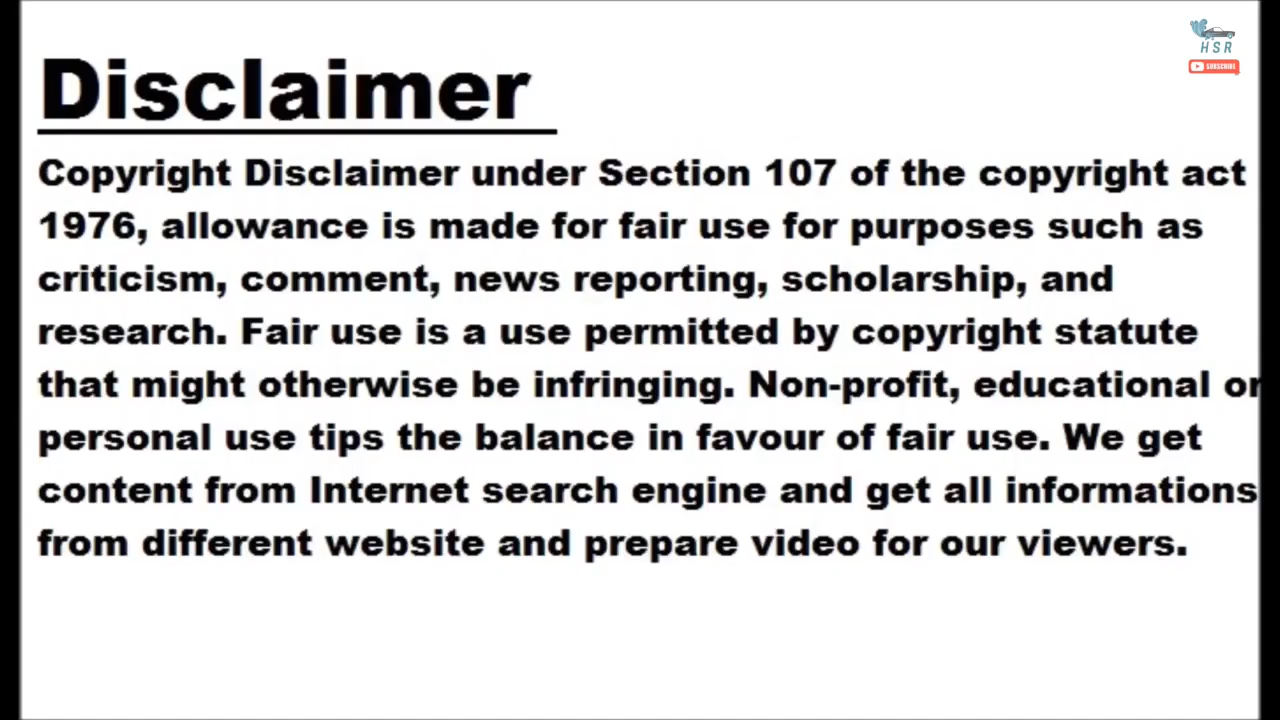 HSR
SUBSCRIBE
Disclaimer
Copyright Disclaimer under Section 107 of the copyright act
1976, allowance is made for fair use for purposes such as
criticism, comment, news reporting, scholarship, and
research. Fair use is a use permitted by copyright statute
that might otherwise be infringing. Non-profit, educational or
personal use tips the balance in favour of fair use. We get
content from Internet search engine and get all informations
from different website and prepare video for our viewers.